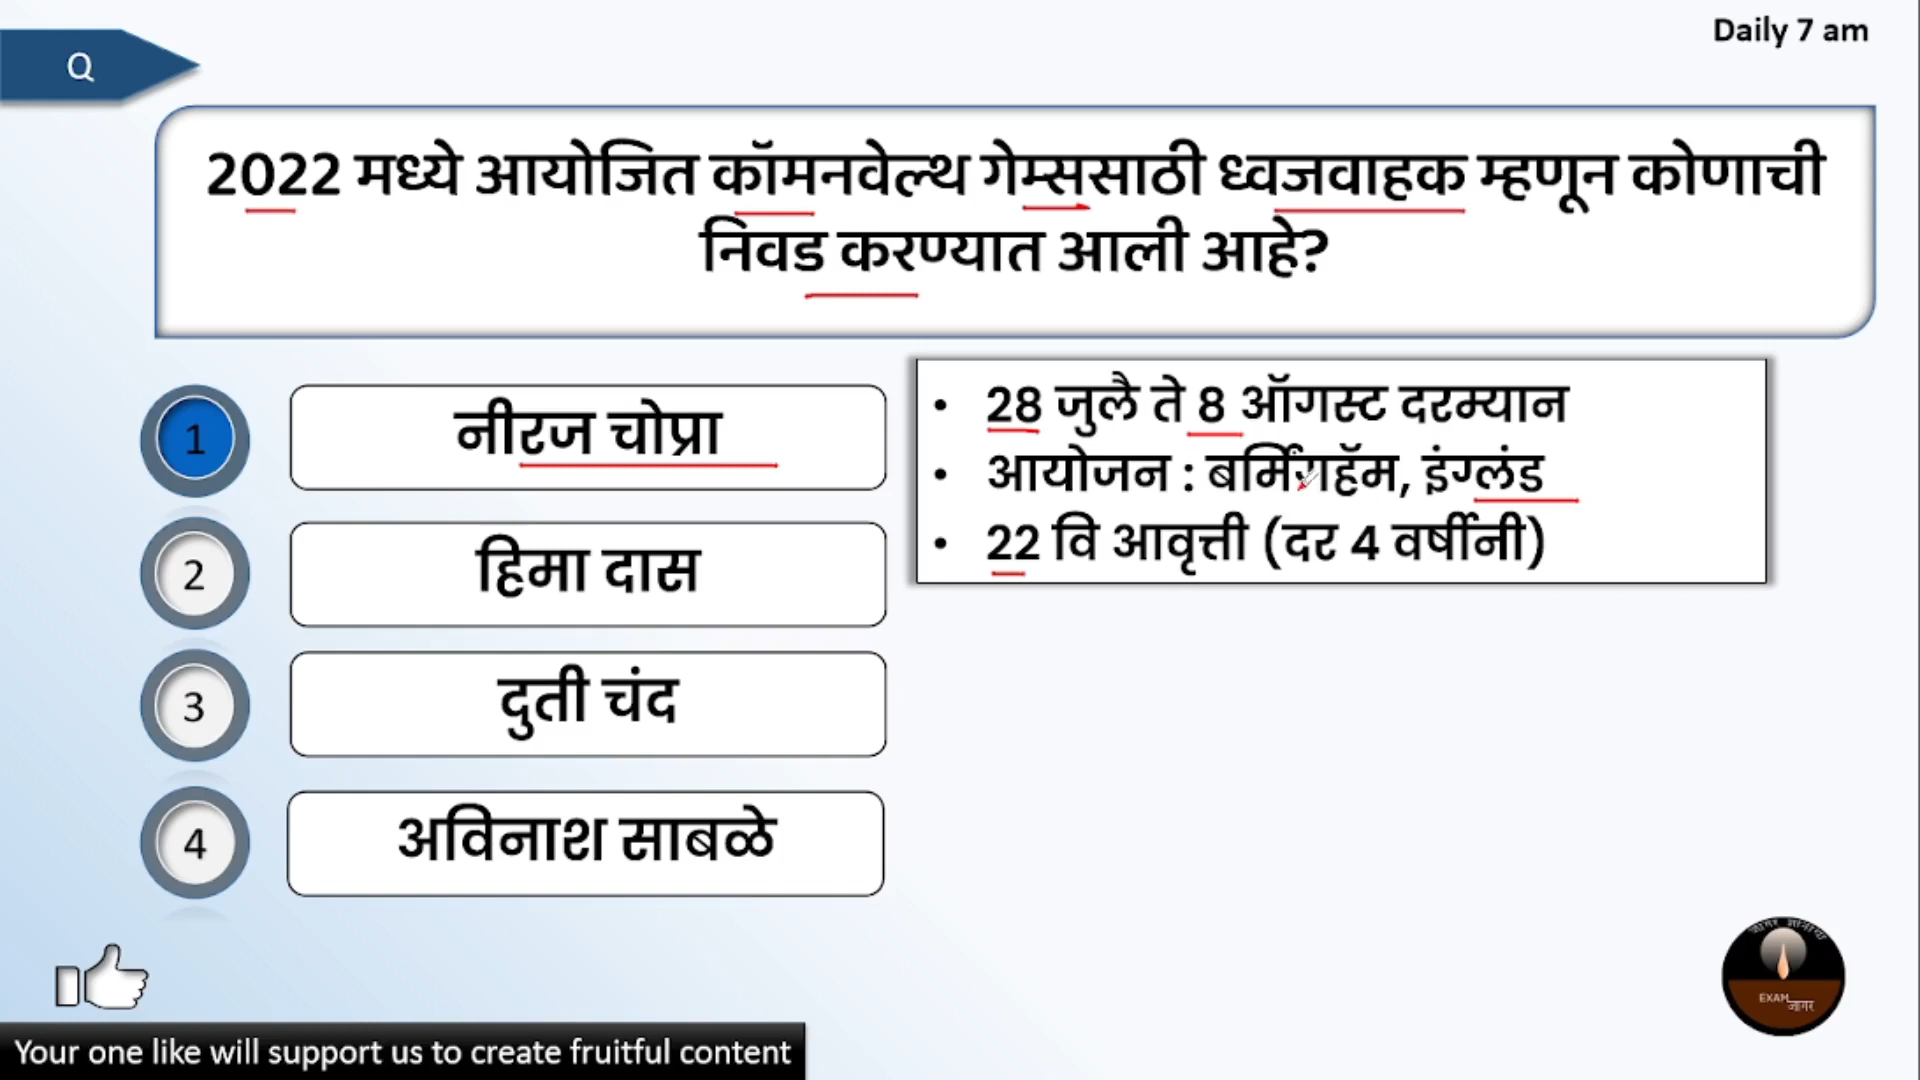 Daily 7 am
Q
2022 मध्ये आयोजित कॉमनवेल्थ गेम्ससाठी ध्वजवाहक म्हणून कोणाची
निवड करण्यात आली आहे?
1
नीरज चोप्रा
2
हिमा दास
3
दुती चंद
4
अविनाश साबळे
• 28 जुलै ते 8 ऑगस्ट दरम्यान
• आयोजन : बर्मिंगहॅम, इंग्लंड
• 22 वि आवृत्ती (दर 4 वर्षीनी)
EXAM
जागर
Your one like will support us to create fruitful content